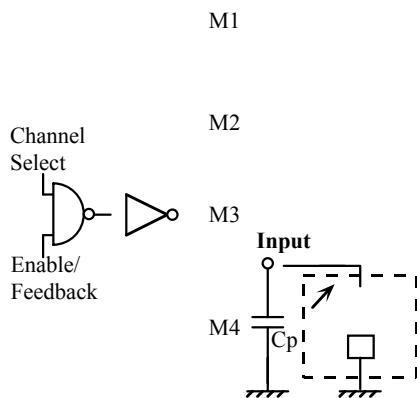 M1
M2
Channel
Select
M3
Input
Enable/
Feedback
M4
Cp